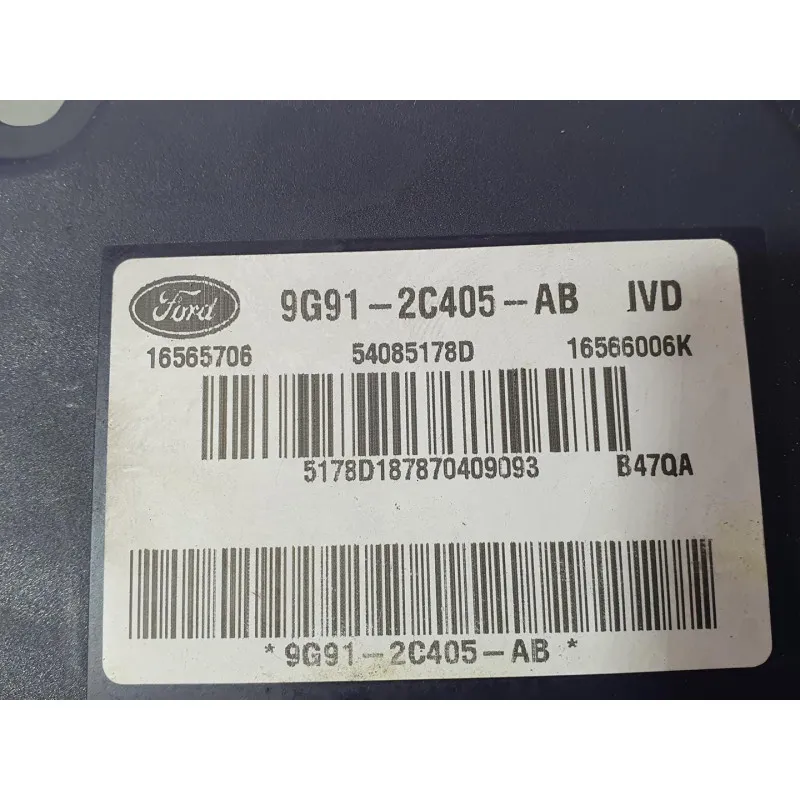 Ford 9G91-2C405-AB IVD
16565706 54085178D 16566006K
5178D187870409093 B47QA
*9G91-2C405-AB*